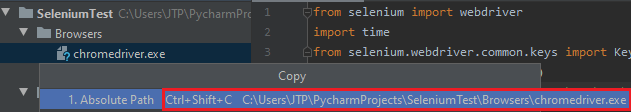 SeleniumTest C:\Users\JTP\PycharmProje
Browsers
chromedriver.exe
from selenium import webdriver
import time
from selenium.webdriver.common.keys import Key
Copy
1. Absolute Path Ctrl+Shift+C C:\Users\JTP\PycharmProjects\SeleniumTest\Browsers\chromedriver.exe